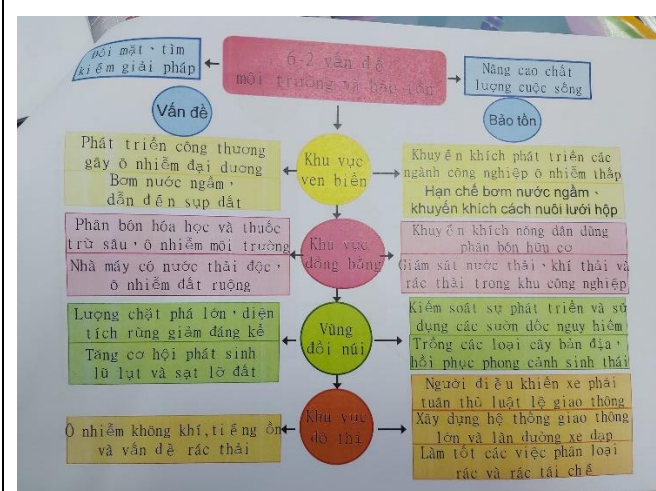 Đối mặt、tìm
kiếm giải pháp
6-2 vấn đề
môi trường và bảo tồn
Nâng cao chất
lượng cuộc sống
Vấn đề
Bảo tồn
Phát triển công thương
gây ô nhiễm đại dương
Bơm nước ngầm,
dẫn đến sụp đất
Khu vực
ven biển
Khuyến khích phát triển các
ngành công nghiệp ô nhiễm thấp
Hạn chế bơm nước ngầm、
khuyến khích cách nuôi lưới hộp
Phân bón hóa học và thuốc
trừ sâu、ô nhiễm môi trường
Nhà máy có nước thải độc,
ô nhiễm đất ruộng
Khu vực
đồng bằng
Khuyến khích nông dân dùng
phân bón hữu cơ
Giám sát nước thải、khí thải và
rác thải trong khu công nghiệp
Lượng chặt phá lớn,diện
tích rừng giảm đáng kể
Tăng cơ hội phát sinh
lũ lụt và sạt lở đất
Vùng
đồi núi
Kiểm soát sự phát triển và sử
dụng các sườn dốc nguy hiểm
Trồng các loại cây bản địa,
hồi phục phong cảnh sinh thái
Ô nhiễm không khí,tiếng ồn
và vấn đề rác thải
Khu vực
đô thị
Người điều khiển xe phải
tuân thủ luật lệ giao thông
Xây dựng hệ thống giao thông
lớn và làn đường xe đạp
Làm tốt các việc phân loại
rác và rác tái chế